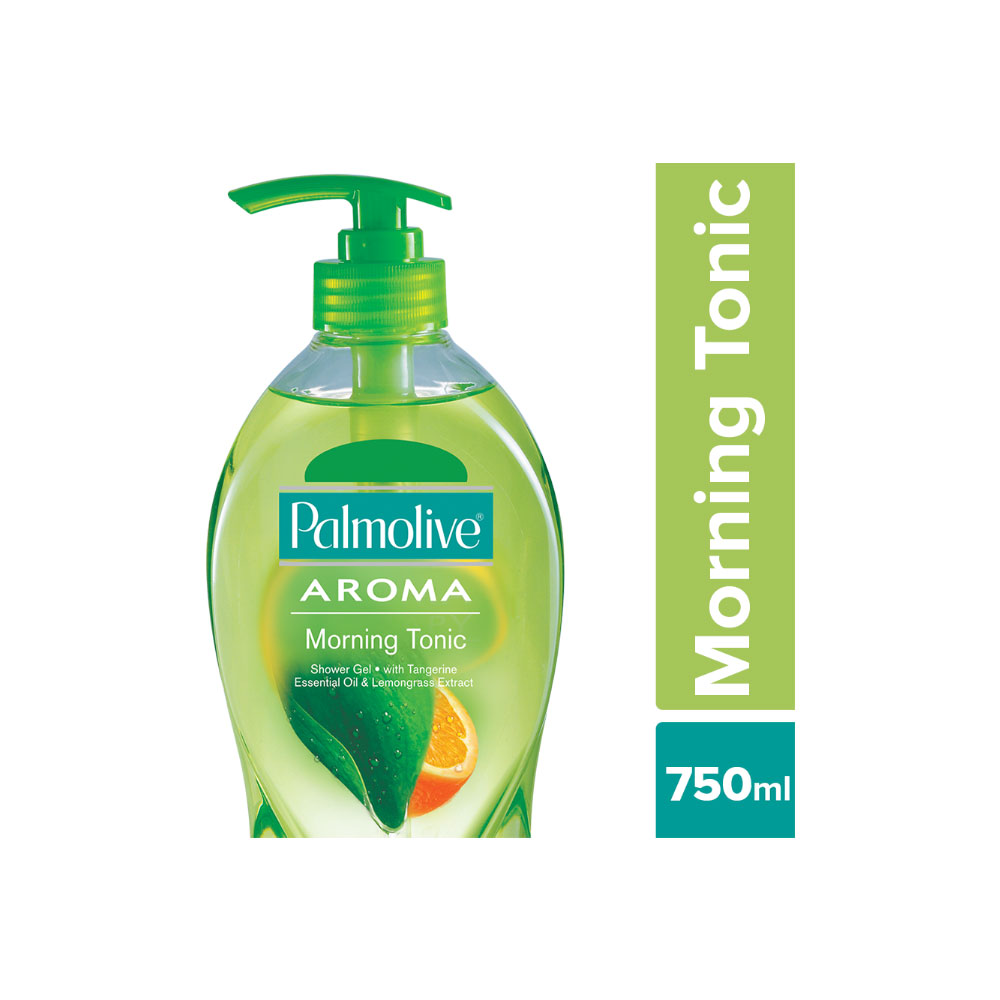 Palmolive®
AROMA
Morning Tonic
Shower Gel • with Tangerine
Essential Oil & Lemongrass Extract
Morning Tonic
750ml